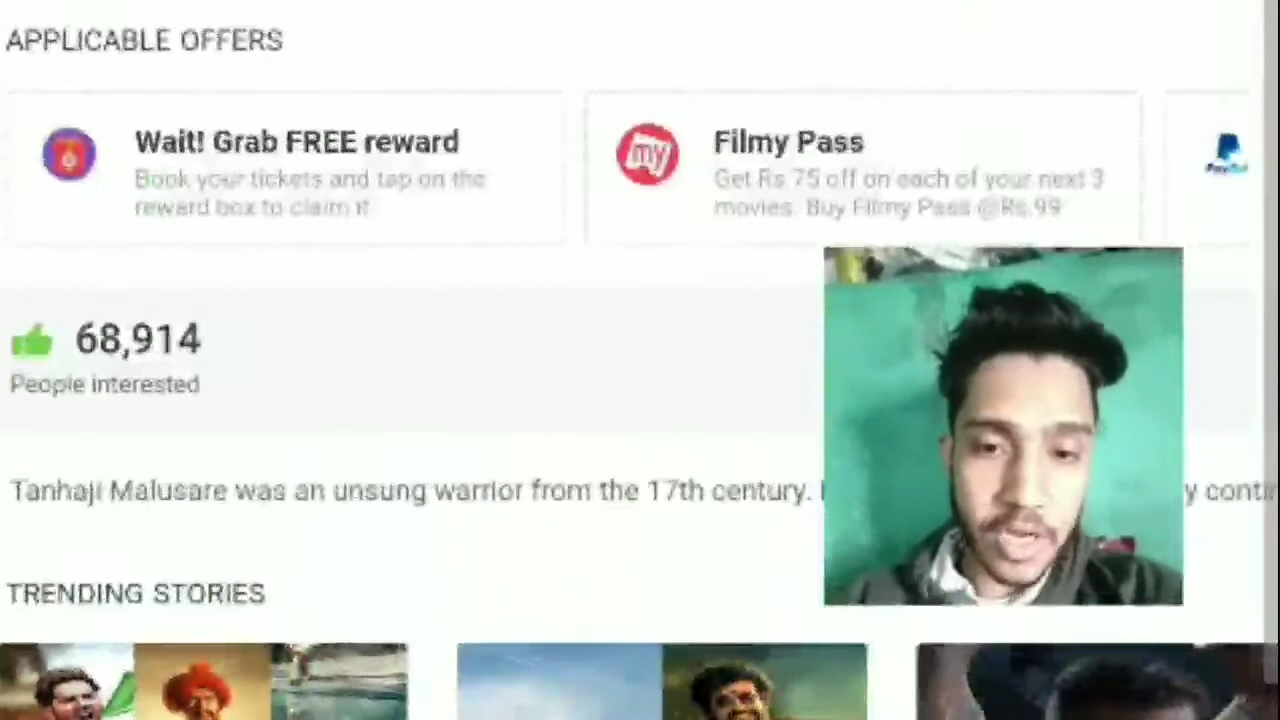 APPLICABLE OFFERS
Wait! Grab FREE reward
Book your tickets and tap on the
reward box to claim it
Filmy Pass
Get Rs 75 off on each of your next 3
movies. Buy Filmy Pass @Rs.99
my
PayPal
68,914
People interested
Tanhaji Malusare was an unsung warrior from the 17th century.
TRENDING STORIES